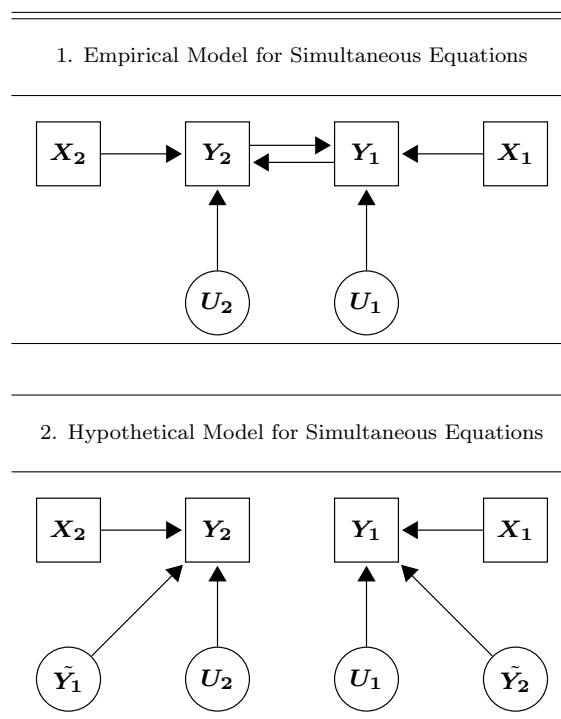 1. Empirical Model for Simultaneous Equations
X₂ Y₂ Y₁ X₁
U₂ U₁
2. Hypothetical Model for Simultaneous Equations
X₂ Y₂ Y₁ X₁
Ỹ₁ U₂ U₁ Ỹ₂